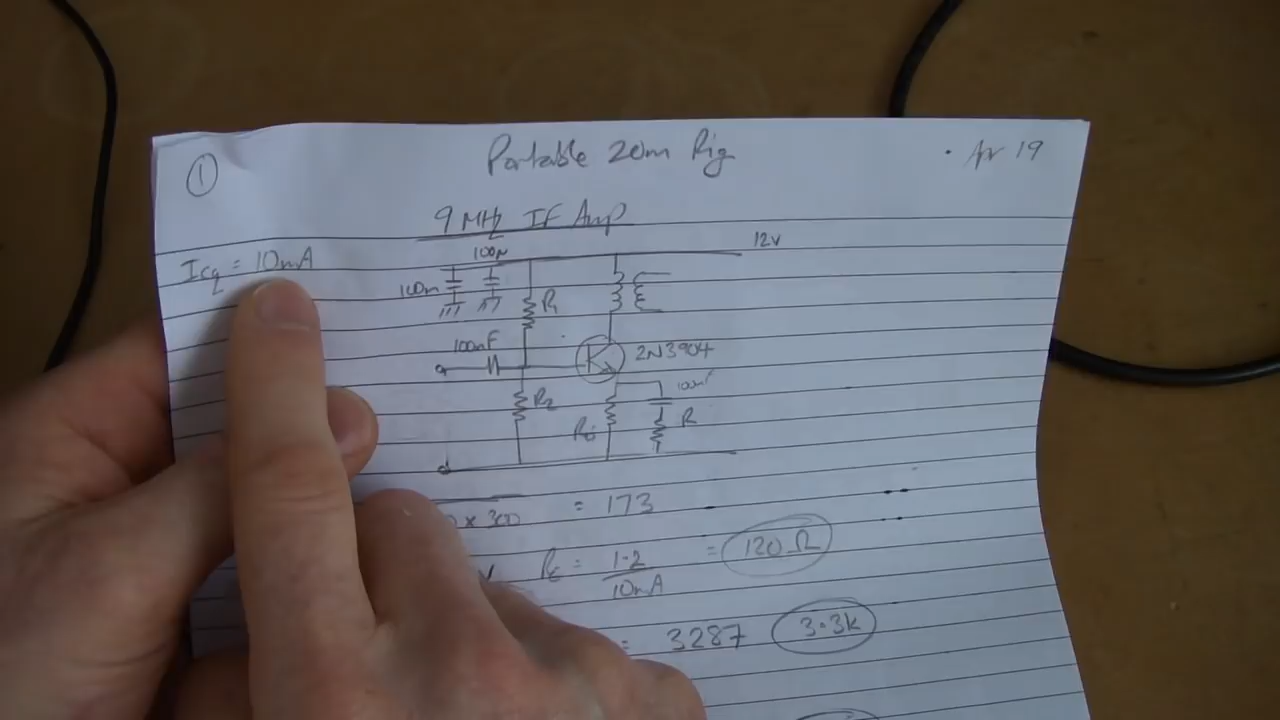 1
Portable 20m Rig
Apr 19
9 MHz IF Amp
Icq = 10mA
100n
12V
100n
R1
100nF
2N3904
R2
100nF
RE
R
x 300 = 173
V RE = 1.2 / 10mA = 120Ω
= 3287 3.3k